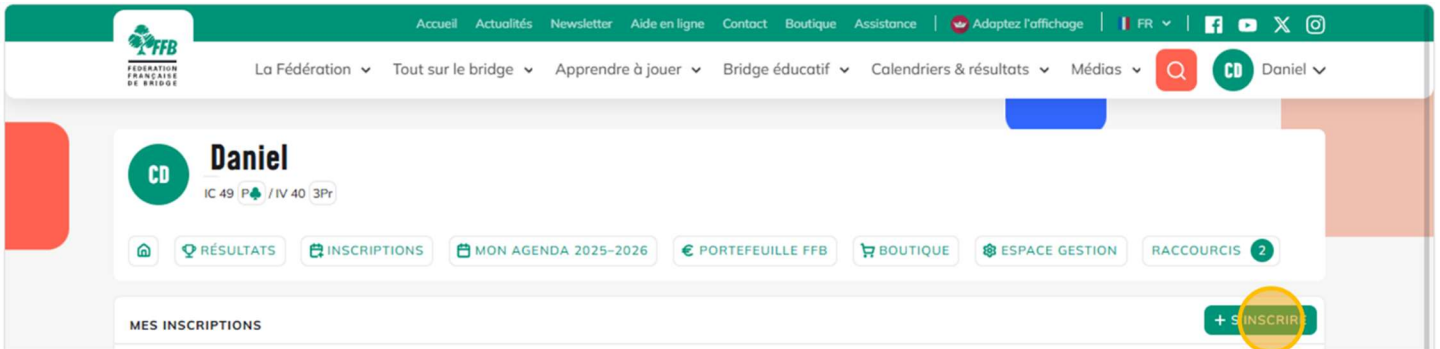 Accueil Actualités Newsletter Aide en ligne Contact Boutique Assistance Adaptez l'affichage FR
FFB
FEDERATION
FRANÇAISE
DE BRIDGE
La Fédération Tout sur le bridge Apprendre à jouer Bridge éducatif Calendriers & résultats Médias CD Daniel
CD
Daniel
IC 49 P♣ / IV 40 3Pr
RÉSULTATS INSCRIPTIONS MON AGENDA 2025-2026 € PORTEFEUILLE FFB BOUTIQUE ESPACE GESTION RACCOURCIS 2
MES INSCRIPTIONS
+ S'INSCRIRE